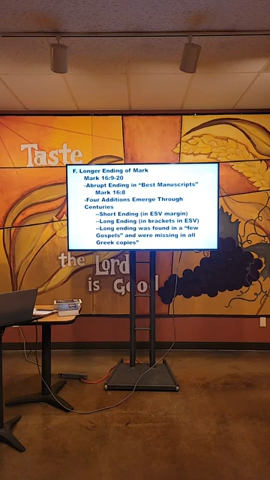 Taste
F. Longer Ending of Mark
Mark 16:9-20
-Abrupt Ending in "Best Manuscripts"
Mark 16:8
-Four Additions Emerge Through
Centuries
--Short Ending (in ESV margin)
--Long Ending (in brackets in ESV)
--Long ending was found in a "few
Gospels" and were missing in all
Greek copies"
the Lord
is Good